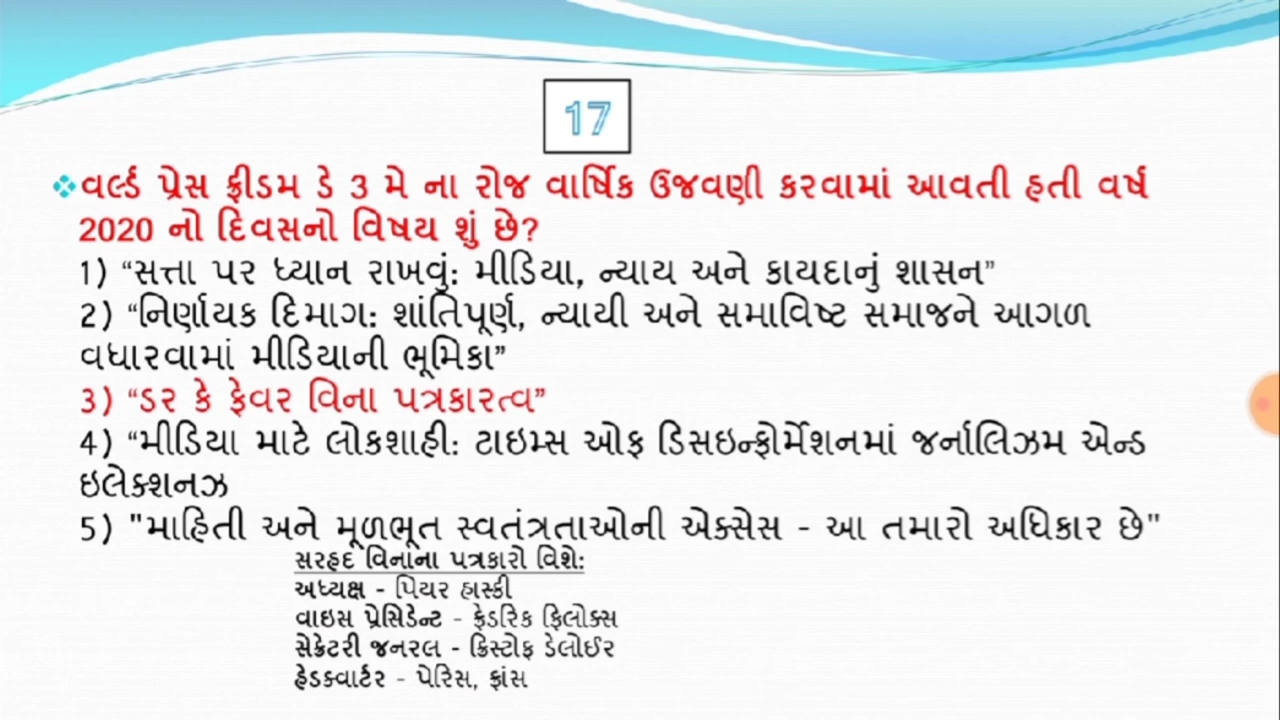 17
વર્લ્ડ પ્રેસ ફ્રીડમ ડે 3 મે ના રોજ વાર્ષિક ઉજવણી કરવામાં આવતી હતી વર્ષ
2020 નો દિવસનો વિષય શું છે?
1) “સત્તા પર ધ્યાન રાખવું: મીડિયા, ન્યાય અને કાયદાનું શાસન”
2) “નિર્ણાયક દિમાગ: શાંતિપૂર્ણ, ન્યાયી અને સમાવિષ્ટ સમાજને આગળ
વધારવામાં મીડિયાની ભૂમિકા”
3) “ડર કે ફેવર વિના પત્રકારત્વ”
4) “મીડિયા માટે લોકશાહી: ટાઇમ્સ ઓફ ડિસઇન્ફોર્મેશનમાં જર્નાલિઝમ એન્ડ
ઇલેક્શનઝ
5) "માહિતી અને મૂળભૂત સ્વતંત્રતાઓની એક્સેસ - આ તમારો અધિકાર છે"
સરહદ વિનાના પત્રકારો વિશે:
અધ્યક્ષ - પિયર હાસ્કી
વાઇસ પ્રેસિડેન્ટ - ફ્રેડરિક ફિલોક્સ
સેક્રેટરી જનરલ - ક્રિસ્ટોફ ડેલોઈર
હેડક્વાર્ટર - પેરિસ, ફ્રાંસ